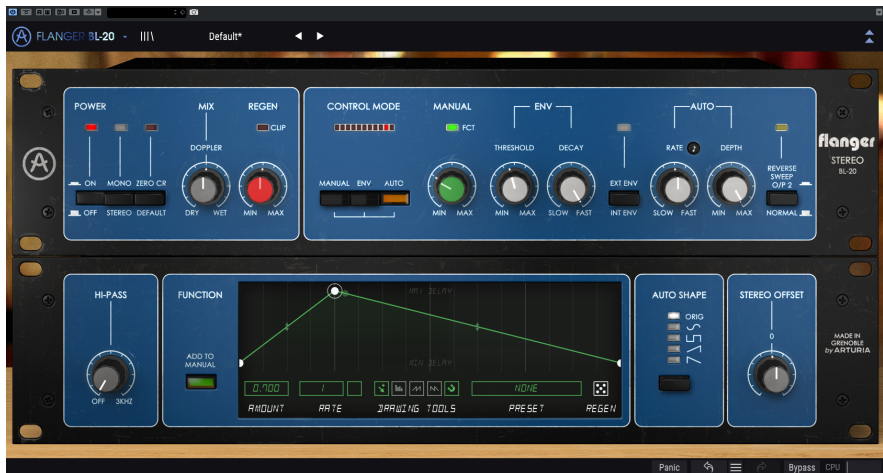 FLANGER BL-20
Default*
POWER
MIX
REGEN
CLIP
DOPPLER
ON
MONO
ZERO CR
OFF
STEREO
DEFAULT
DRY
WET
MIN
MAX
CONTROL MODE
MANUAL
FCT
ENV
AUTO
THRESHOLD
DECAY
RATE
DEPTH
MANUAL
ENV
AUTO
MIN
MAX
MIN
MAX
SLOW
FAST
EXT ENV
INT ENV
SLOW
FAST
MIN
MAX
REVERSE
SWEEP
O/P 2
NORMAL
flanger
STEREO
BL-20
HI-PASS
OFF
3KHZ
FUNCTION
ADD TO
MANUAL
MAX DELAY
MIN DELAY
0.700
1
NONE
AMOUNT
RATE
DRAWING TOOLS
PRESET
REGEN
AUTO SHAPE
ORIG
STEREO OFFSET
0
MADE IN
GRENOBLE
by ARTURIA
Panic
Bypass
CPU